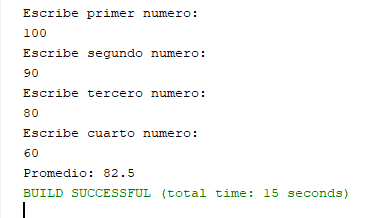 Escribe primer numero:
100
Escribe segundo numero:
90
Escribe tercero numero:
80
Escribe cuarto numero:
60
Promedio: 82.5
BUILD SUCCESSFUL (total time: 15 seconds)